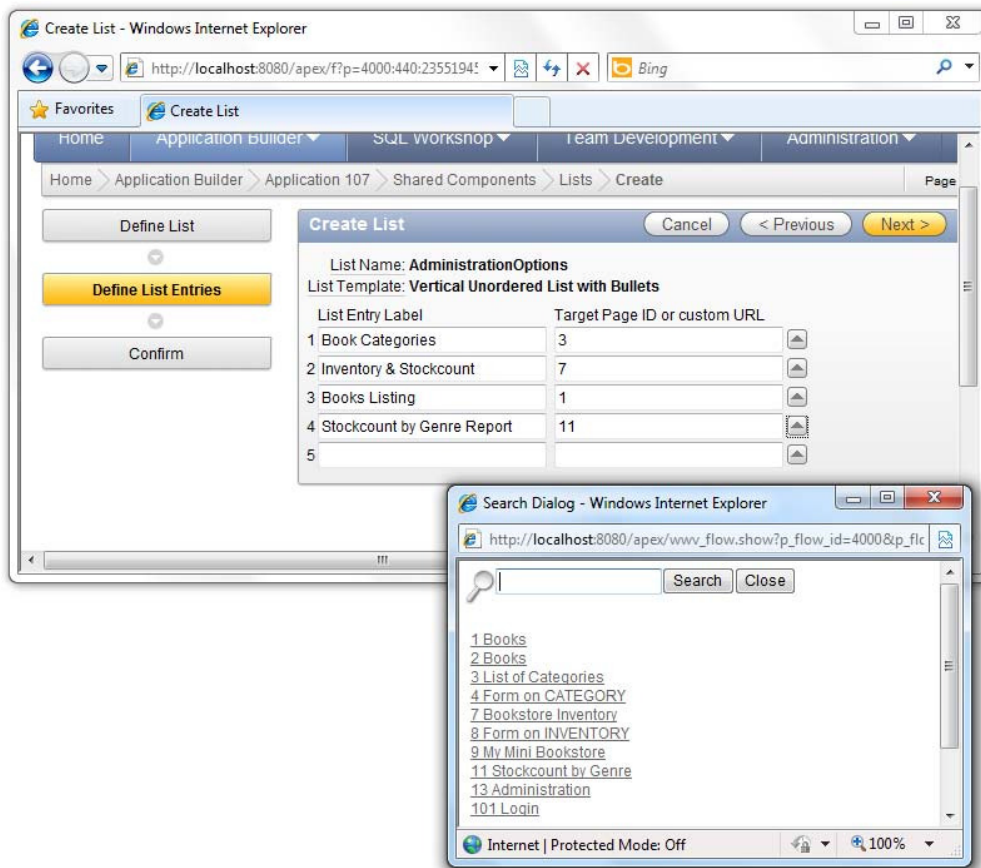 Create List - Windows Internet Explorer
http://localhost:8080/apex/f?p=4000:440:23551945
Bing
Favorites
Create List
Home Application Builder SQL Workshop Team Development Administration
Home Application Builder Application 107 Shared Components Lists Create Page
Define List
Define List Entries
Confirm
Create List Cancel < Previous Next >
List Name: AdministrationOptions
List Template: Vertical Unordered List with Bullets
List Entry Label Target Page ID or custom URL
1 Book Categories 3
2 Inventory & Stockcount 7
3 Books Listing 1
4 Stockcount by Genre Report 11
5
Search Dialog - Windows Internet Explorer
http://localhost:8080/apex/wwv_flow.show?p_flow_id=4000&p_flc
Search Close
1 Books
2 Books
3 List of Categories
4 Form on CATEGORY
7 Bookstore Inventory
8 Form on INVENTORY
9 My Mini Bookstore
11 Stockcount by Genre
13 Administration
101 Login
Internet | Protected Mode: Off 100%